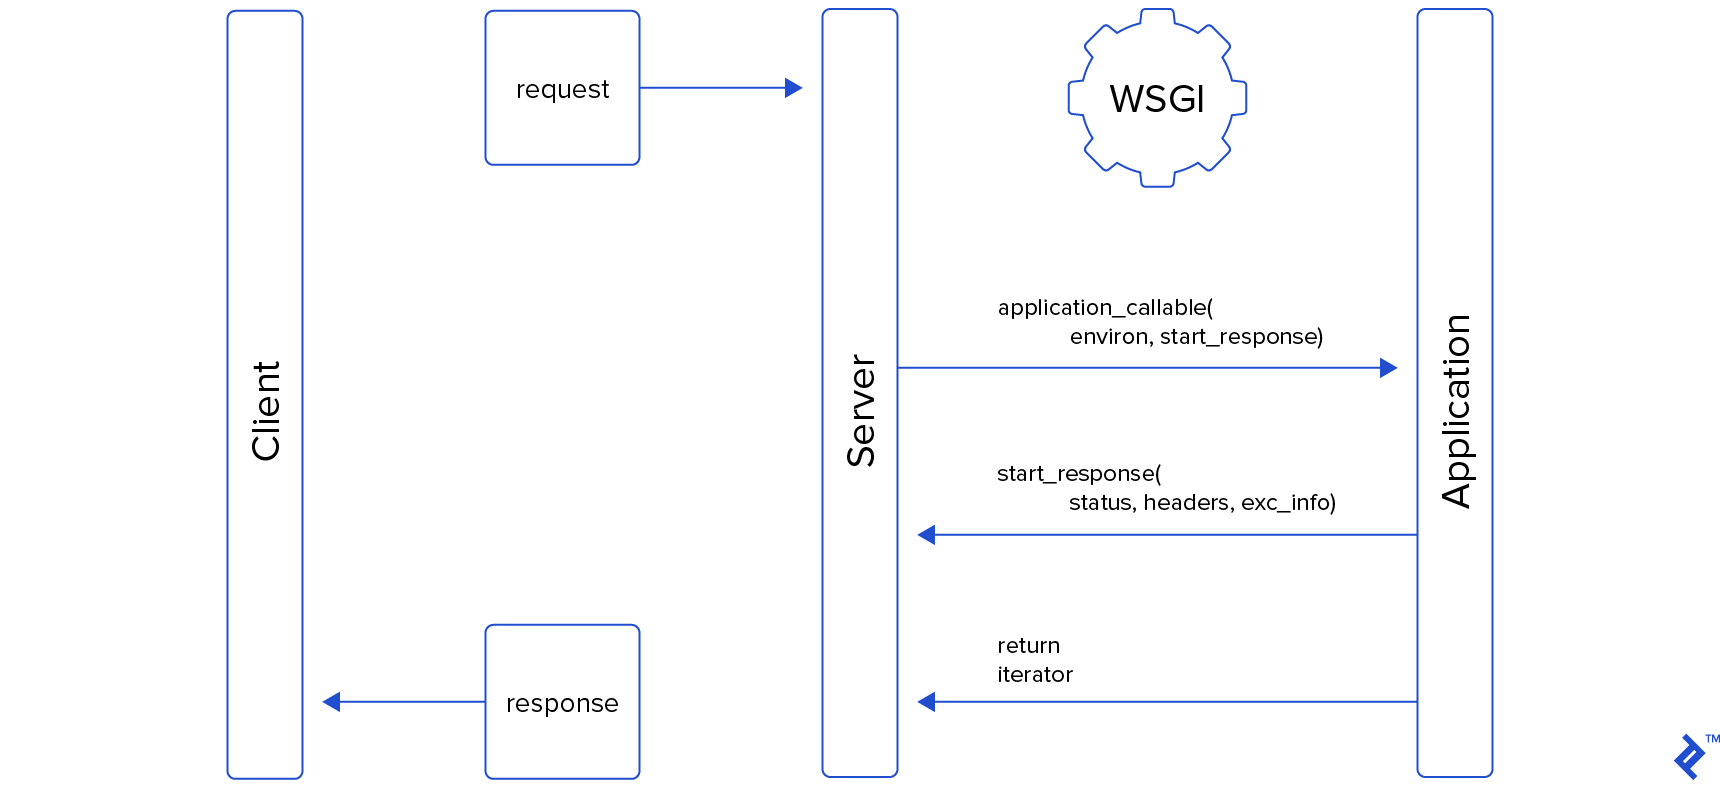 request
WSGI
application_callable(
environ, start_response)
Client
Server
Application
start_response(
status, headers, exc_info)
return
iterator
response
TM